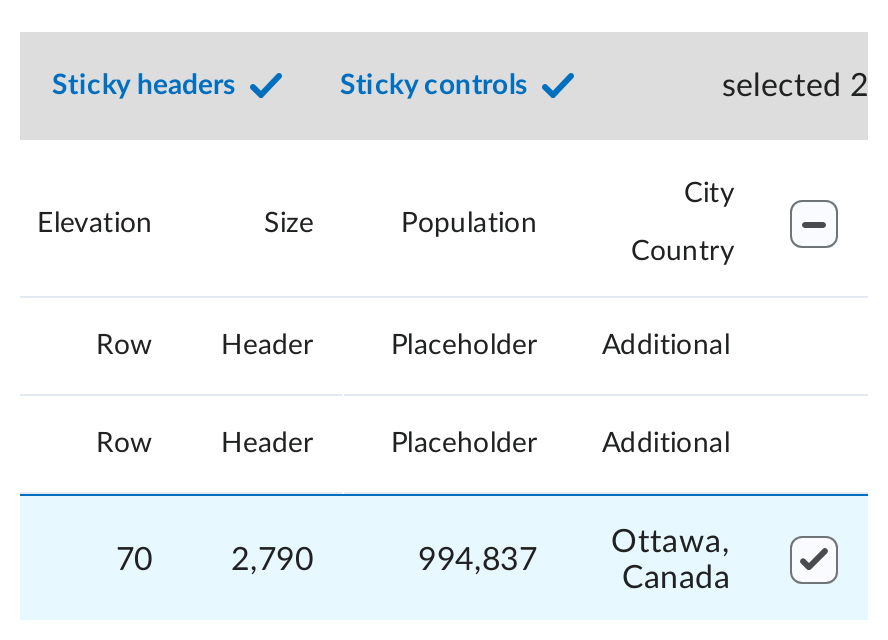 Sticky headers Sticky controls selected 2
Elevation Size Population City
Country
Row Header Placeholder Additional
Row Header Placeholder Additional
70 2,790 994,837 Ottawa,
Canada